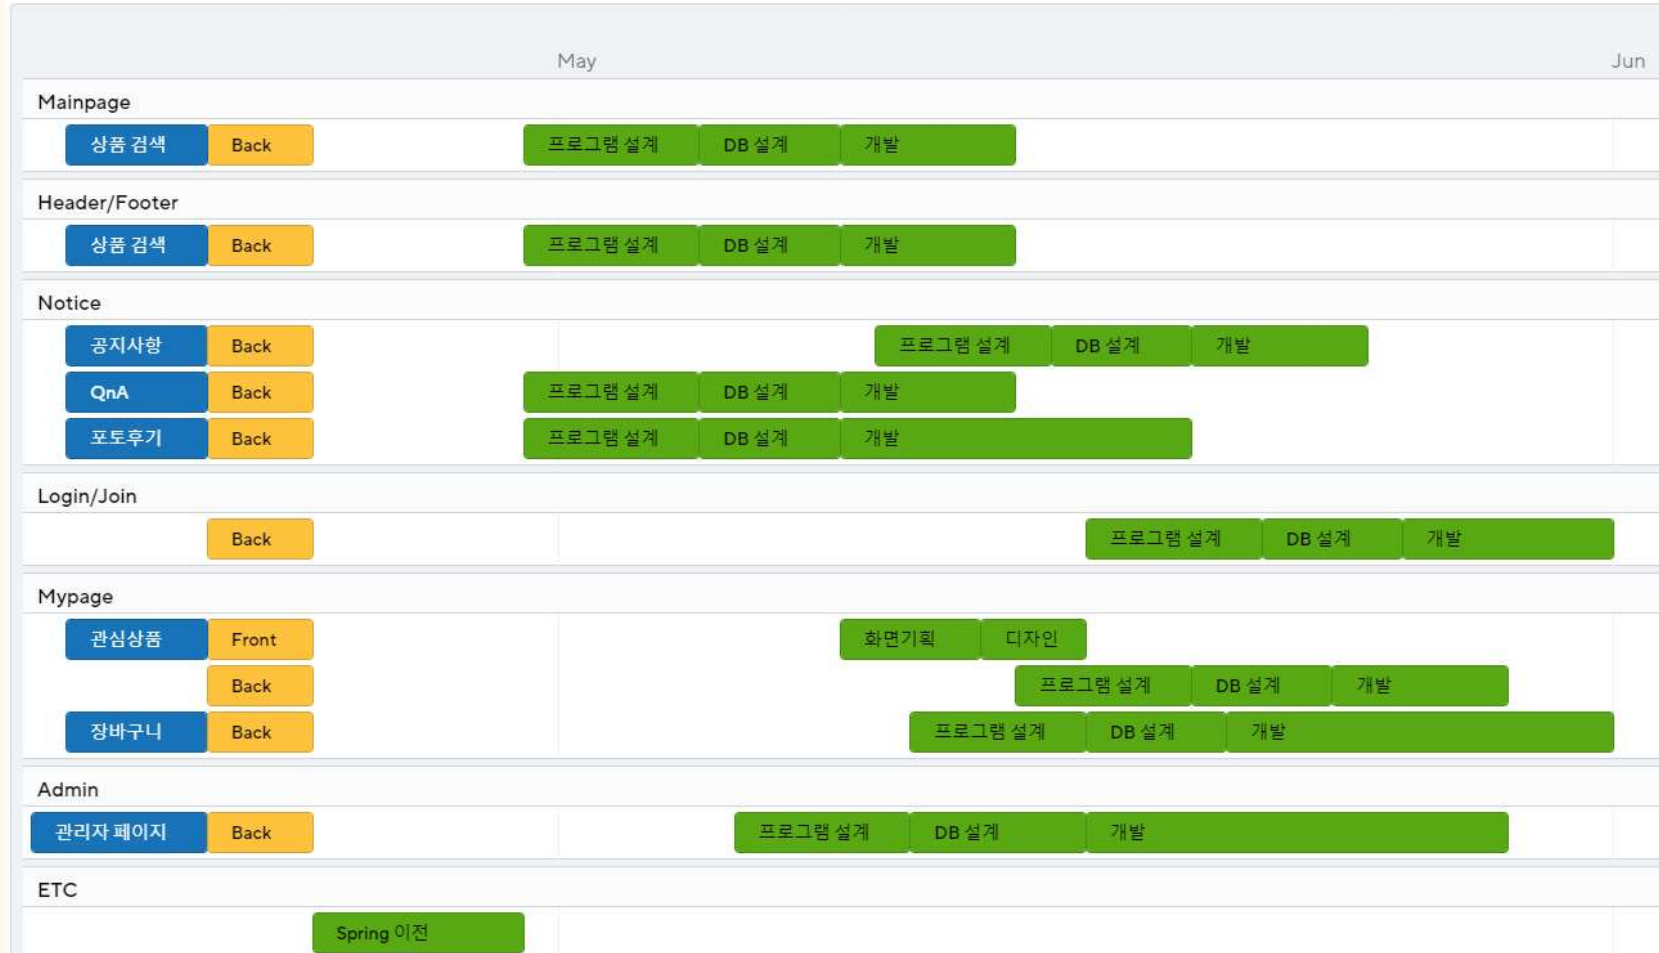 May Jun
Mainpage
상품 검색 Back 프로그램 설계 DB 설계 개발
Header/Footer
상품 검색 Back 프로그램 설계 DB 설계 개발
Notice
공지사항 Back 프로그램 설계 DB 설계 개발
QnA Back 프로그램 설계 DB 설계 개발
포토후기 Back 프로그램 설계 DB 설계 개발
Login/Join
Back 프로그램 설계 DB 설계 개발
Mypage
관심상품 Front 화면기획 디자인
Back 프로그램 설계 DB 설계 개발
장바구니 Back 프로그램 설계 DB 설계 개발
Admin
관리자 페이지 Back 프로그램 설계 DB 설계 개발
ETC
Spring 이전